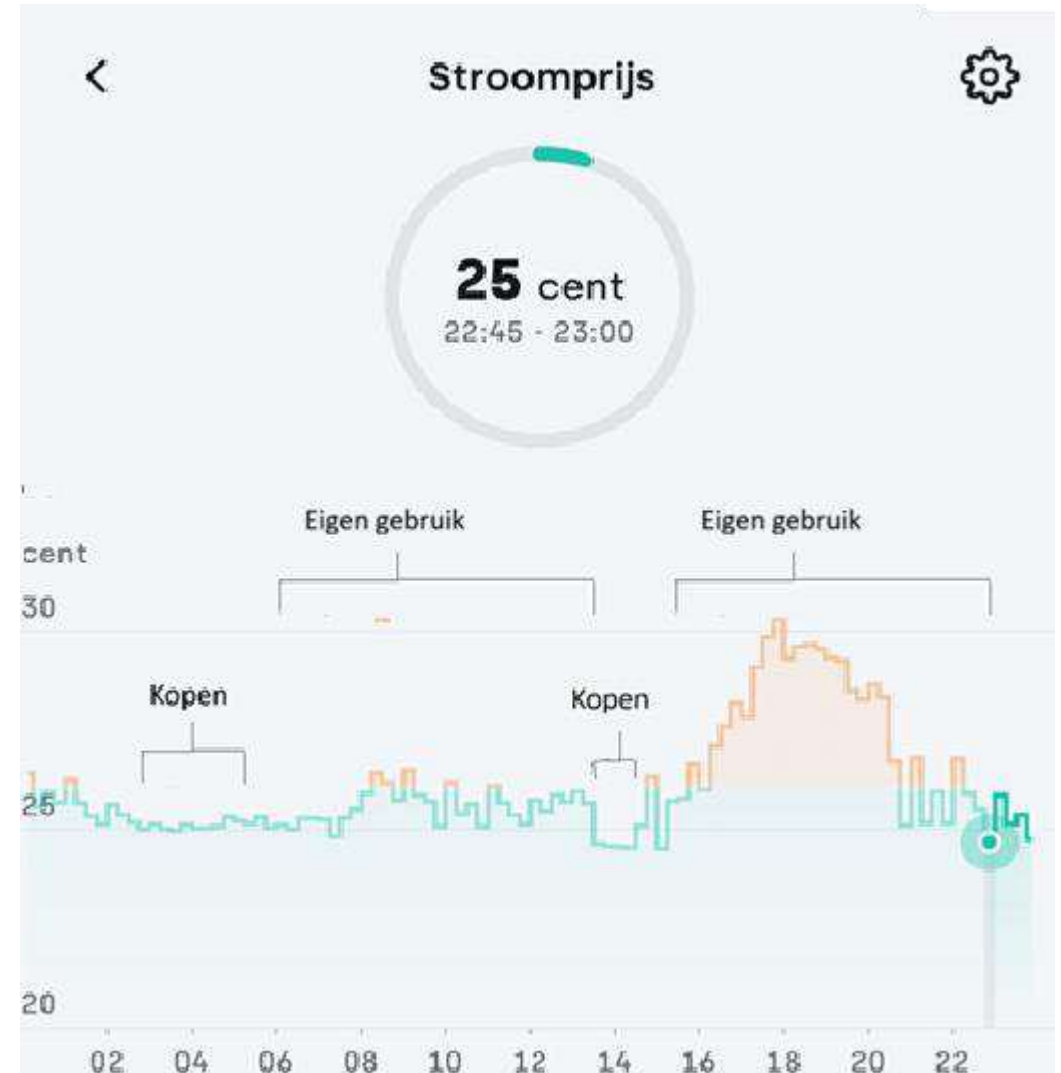 Stroomprijs
25 cent
22:45 - 23:00
Eigen gebruik
Eigen gebruik
cent
30
Kopen
Kopen
25
20
02 04 06 08 10 12 14 16 18 20 22